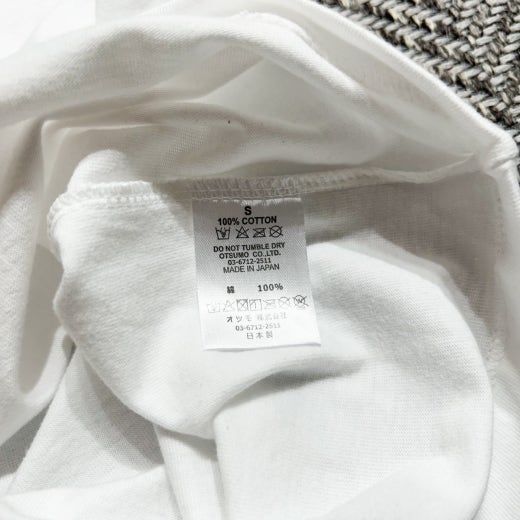 S
100% COTTON
DO NOT TUMBLE DRY
OTSUMO CO.,LTD.
03-6712-2511
MADE IN JAPAN
綿 100%
オツモ 株式会社
03-6712-2511
日本製